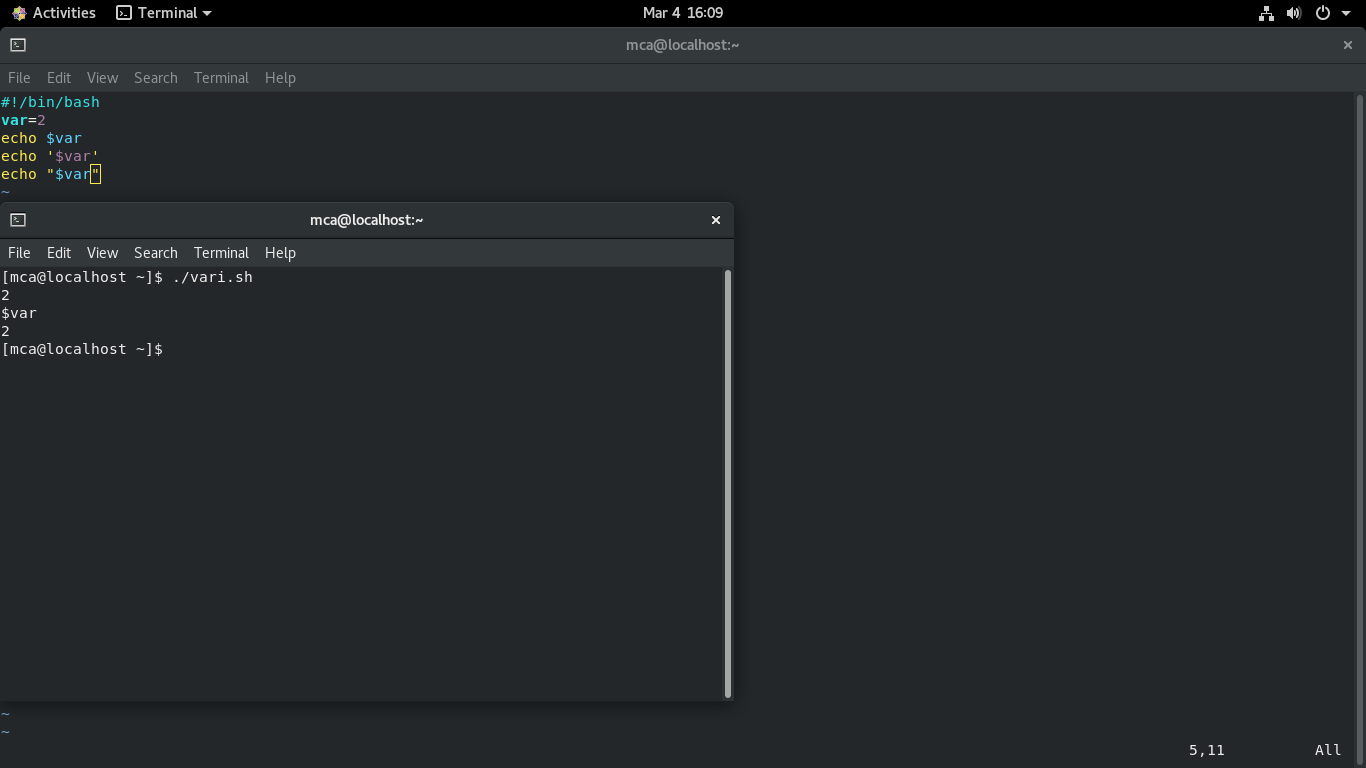 Activities Terminal Mar 4 16:09
mca@localhost:~
File Edit View Search Terminal Help
#!/bin/bash
var=2
echo $var
echo '$var'
echo "$var"
~
mca@localhost:~
File Edit View Search Terminal Help
[mca@localhost ~]$ ./vari.sh
2
$var
2
[mca@localhost ~]$
~
~
5,11 All